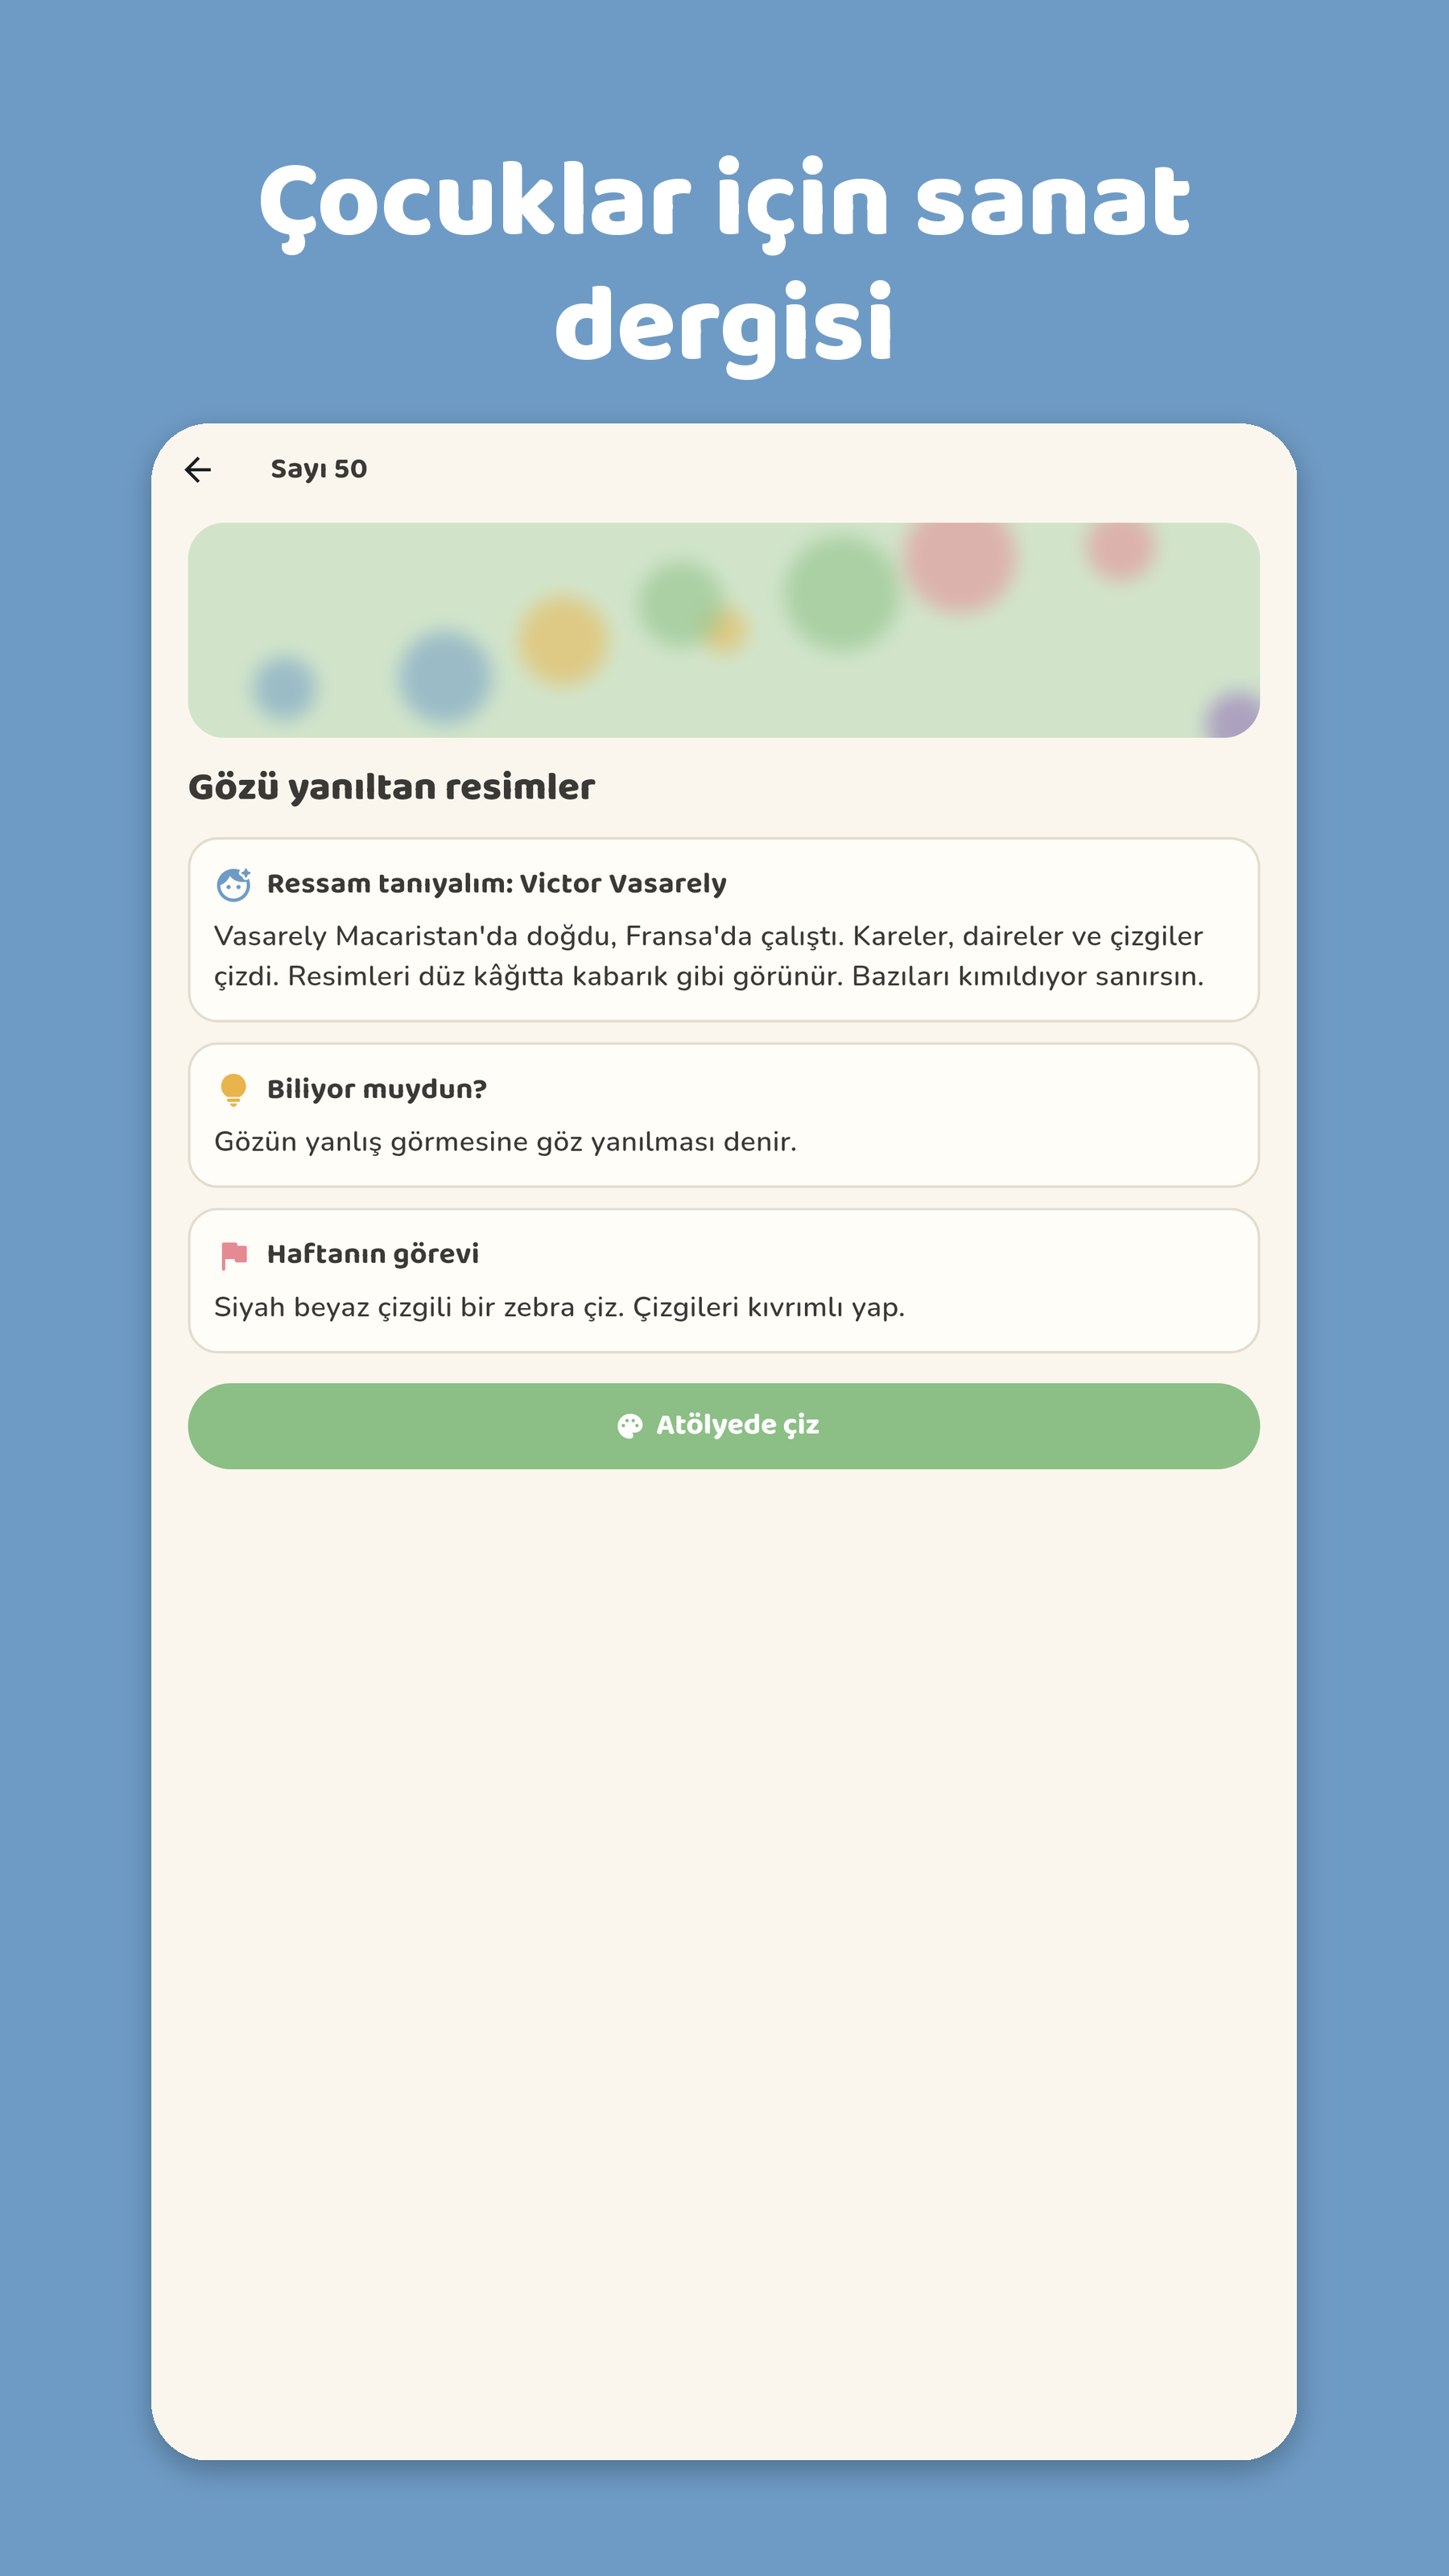 Çocuklar için sanat
dergisi
Sayı 50
Gözü yanıltan resimler
Ressam tanıyalım: Victor Vasarely
Vasarely Macaristan'da doğdu, Fransa'da çalıştı. Kareler, daireler ve çizgiler
çizdi. Resimleri düz kâğıtta kabarık gibi görünür. Bazıları kımıldıyor sanırsın.
Biliyor muydun?
Gözün yanlış görmesine göz yanılması denir.
Haftanın görevi
Siyah beyaz çizgili bir zebra çiz. Çizgileri kıvrımlı yap.
Atölyede çiz